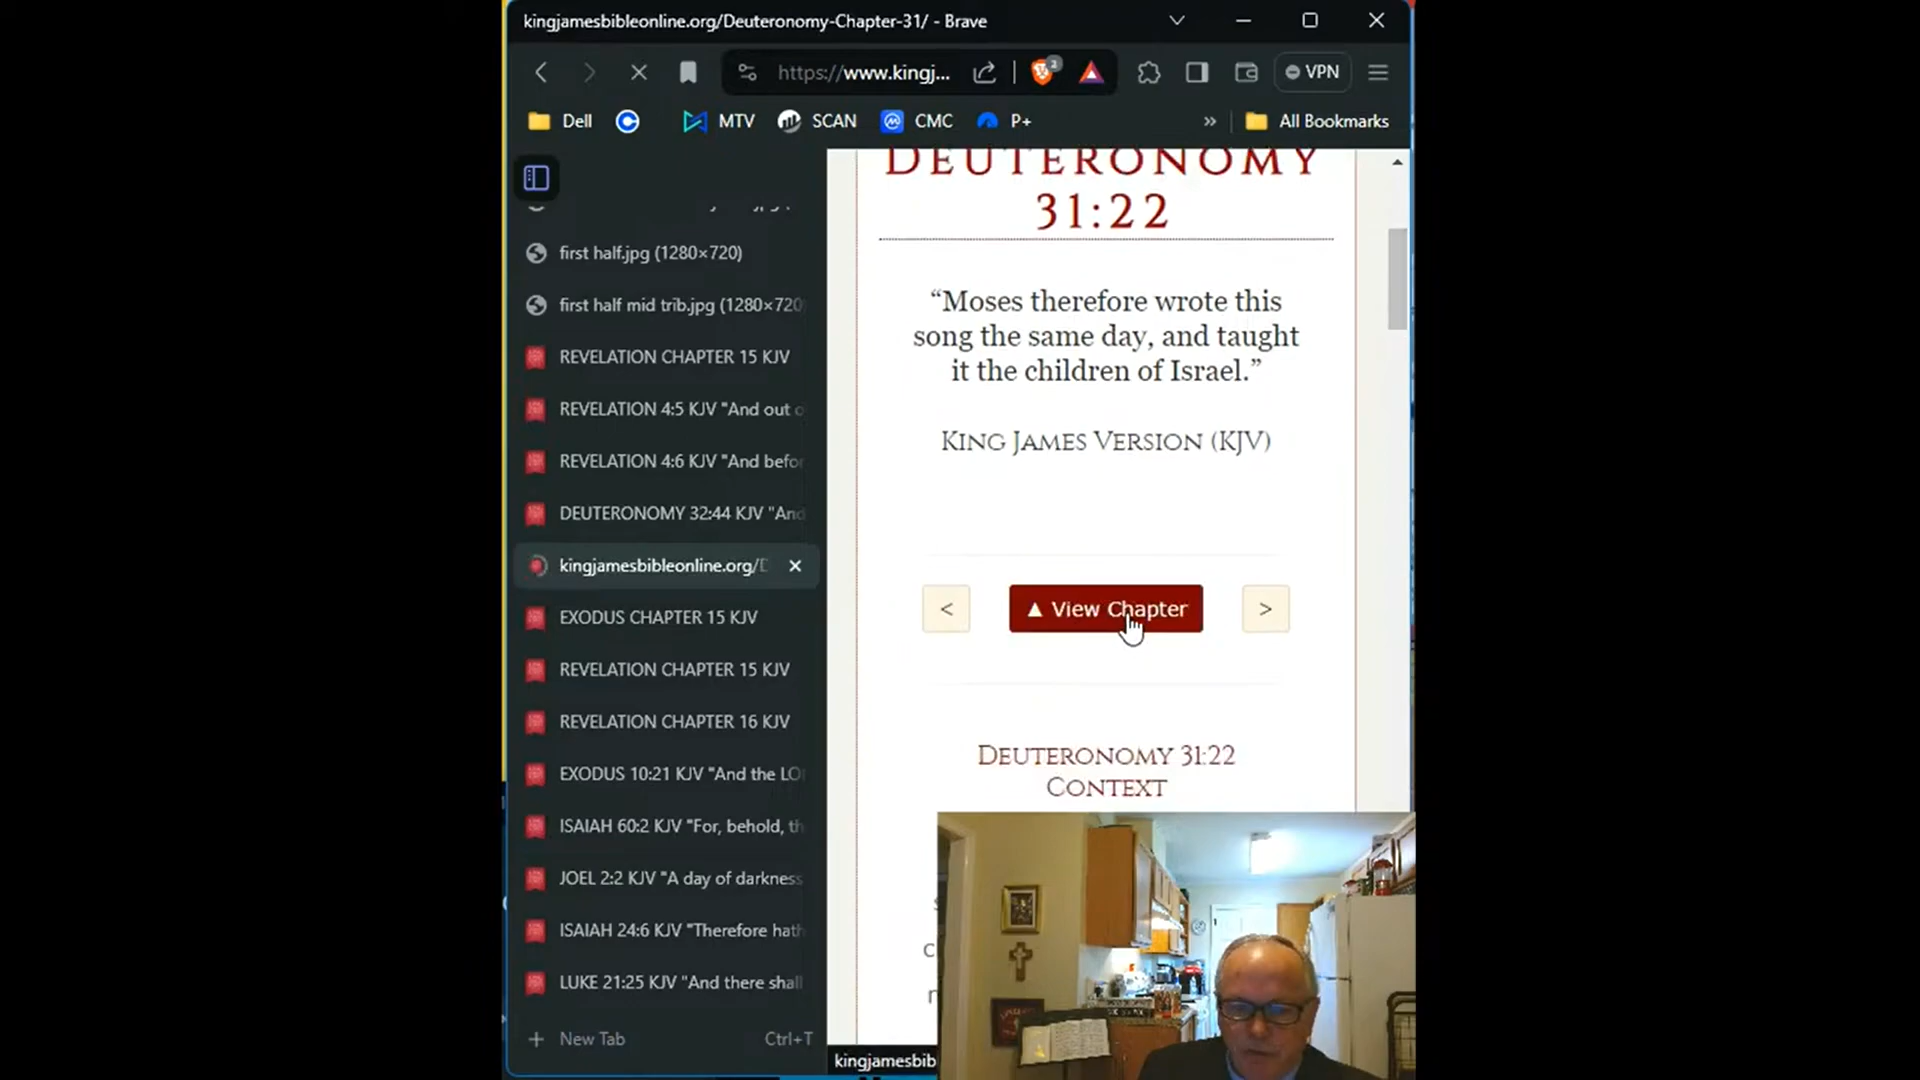 kingjamesbibleonline.org/Deuteronomy-Chapter-31/ - Brave
https://www.kingj...
2
VPN
Dell
MTV
SCAN
CMC
P+
»
All Bookmarks
first half.jpg (1280×720)
first half mid trib.jpg (1280×720
REVELATION CHAPTER 15 KJV
REVELATION 4:5 KJV "And out o
REVELATION 4:6 KJV "And befor
DEUTERONOMY 32:44 KJV "And
kingjamesbibleonline.org/D
EXODUS CHAPTER 15 KJV
REVELATION CHAPTER 15 KJV
REVELATION CHAPTER 16 KJV
EXODUS 10:21 KJV "And the LO
ISAIAH 60:2 KJV "For, behold, th
JOEL 2:2 KJV "A day of darkness
ISAIAH 24:6 KJV "Therefore hath
LUKE 21:25 KJV "And there shall
+ New Tab Ctrl+T
DEUTERONOMY
31:22
“Moses therefore wrote this
song the same day, and taught
it the children of Israel.”
KING JAMES VERSION (KJV)
<
▲ View Chapter
>
DEUTERONOMY 31:22
CONTEXT
kingjamesbib